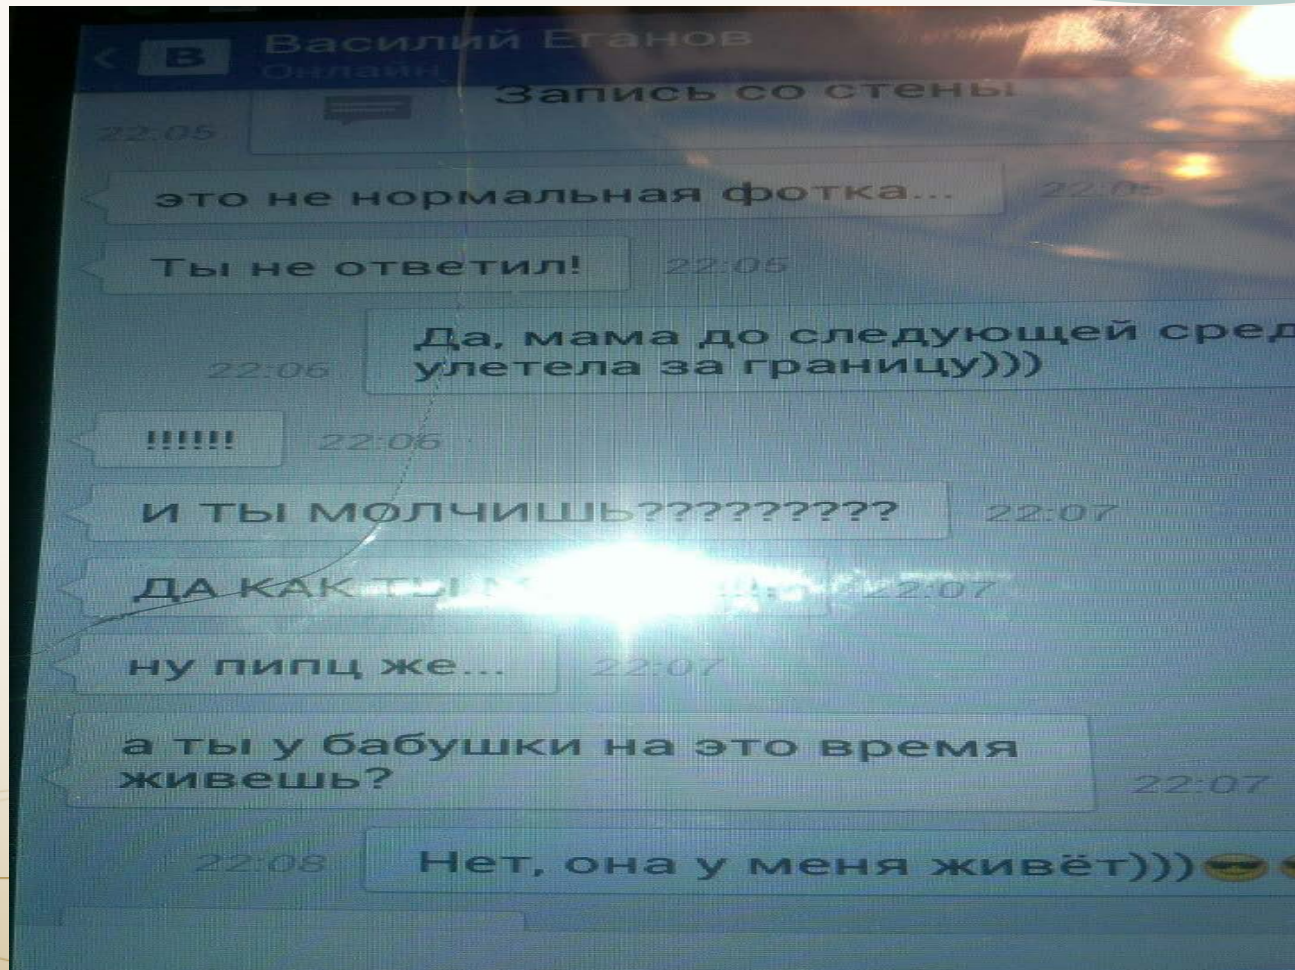 В
Василий Еганов
Онлайн
Запись со стены
22:05
это не нормальная фотка... 22:05
Ты не ответил! 22:05
Да, мама до следующей сред
22:06 улетела за границу)))
!!!!!! 22:06
И ТЫ МОЛЧИШЬ????????? 22:07
ДА КАК ТЫ 22:07
ну пипц же... 22:07
а ты у бабушки на это время
живешь? 22:07
22:08 Нет, она у меня живёт)))😎